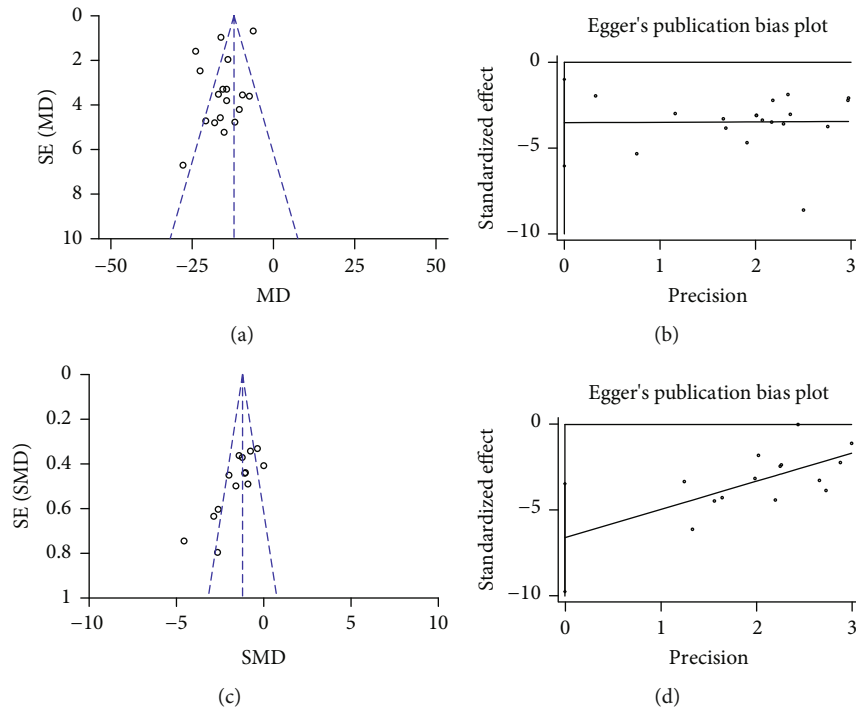 0
2
4
6
8
10
SE (MD)
−50
−25
0
25
50
MD
(a)
Egger's publication bias plot
0
−5
−10
Standardized effect
0
1
2
3
Precision
(b)
0
0.2
0.4
0.6
0.8
1
SE (SMD)
−10
−5
0
5
10
SMD
(c)
Egger's publication bias plot
0
−5
−10
Standardized effect
0
1
2
3
Precision
(d)